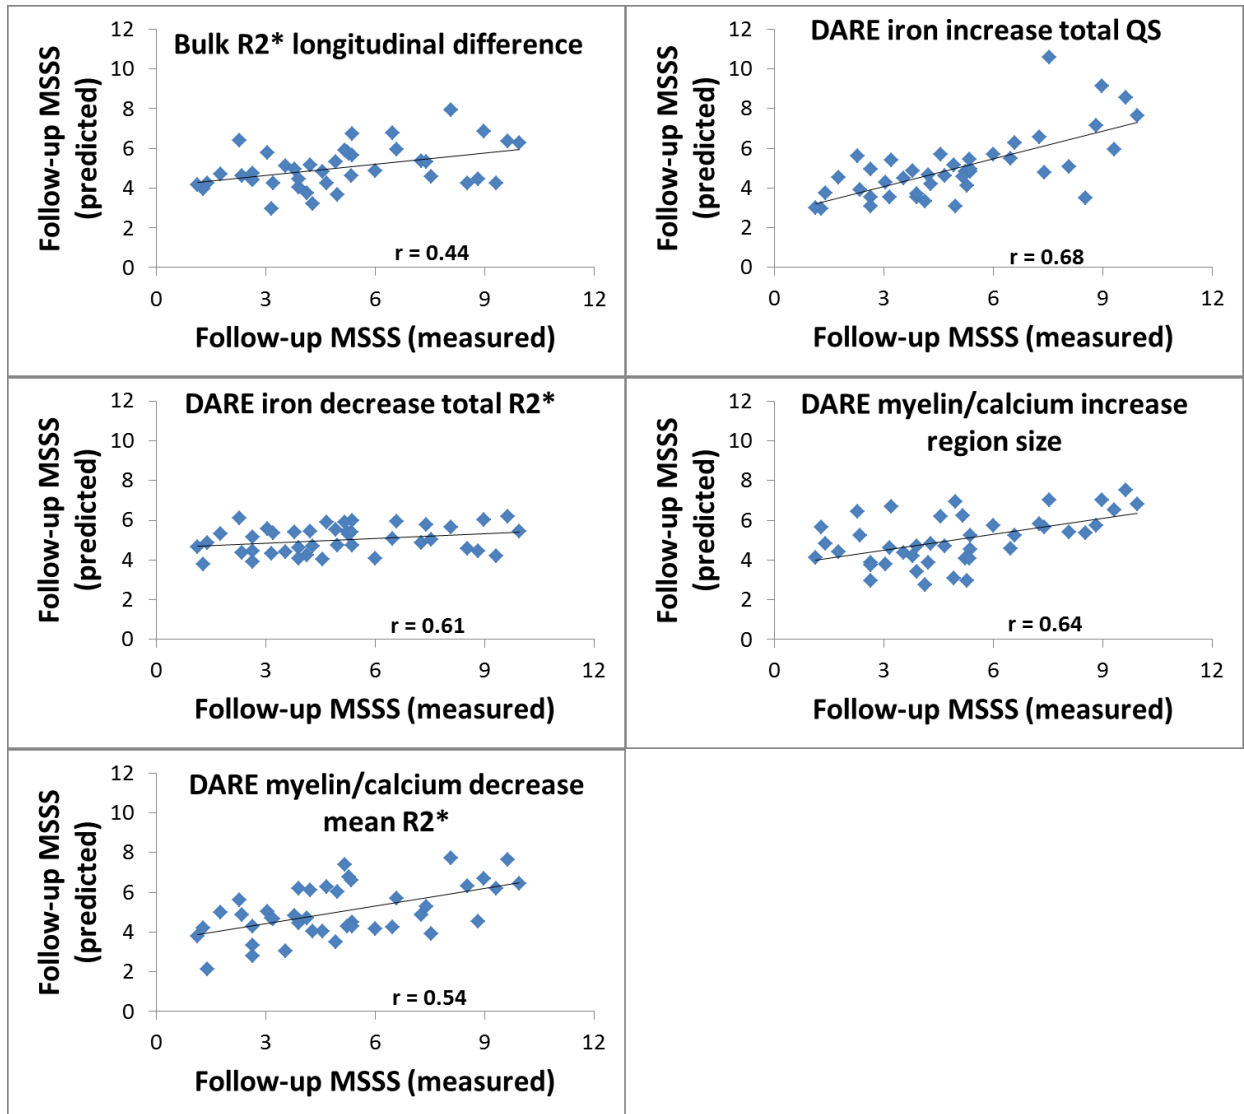 Bulk R2* longitudinal difference
12
10
8
6
4
2
0
Follow-up MSSS
(predicted)
r = 0.44
0 3 6 9 12
Follow-up MSSS (measured)
DARE iron increase total QS
12
10
8
6
4
2
0
Follow-up MSSS
(predicted)
r = 0.68
0 3 6 9 12
Follow-up MSSS (measured)
DARE iron decrease total R2*
12
10
8
6
4
2
0
Follow-up MSSS
(predicted)
r = 0.61
0 3 6 9 12
Follow-up MSSS (measured)
DARE myelin/calcium increase
region size
12
10
8
6
4
2
0
Follow-up MSSS
(predicted)
r = 0.64
0 3 6 9 12
Follow-up MSSS (measured)
DARE myelin/calcium decrease
mean R2*
12
10
8
6
4
2
0
Follow-up MSSS
(predicted)
r = 0.54
0 3 6 9 12
Follow-up MSSS (measured)